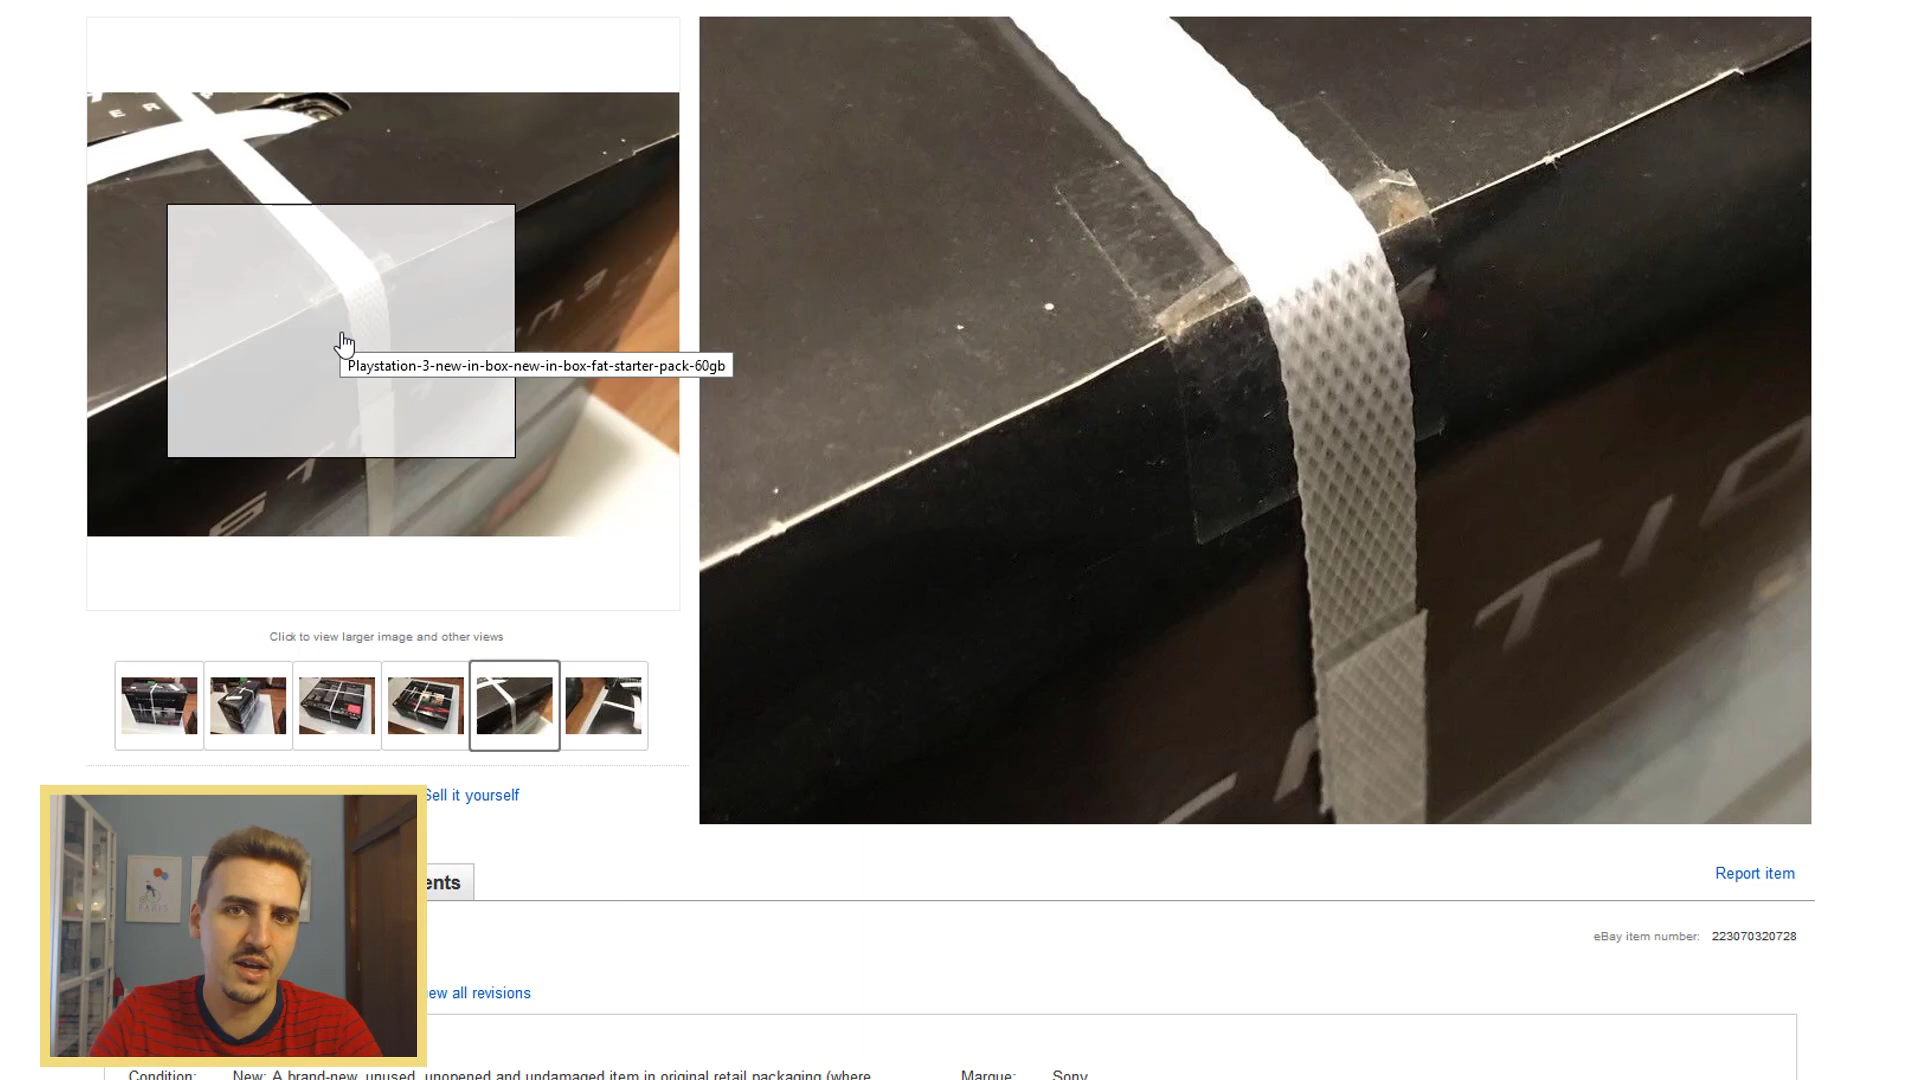 E R
Playstation-3-new-in-box-new-in-box-fat-starter-pack-60gb
S T
T I O
Click to view larger image and other views
Sell it yourself
ents
Report item
eBay item number: 223070320728
iew all revisions
PARIS
Condition: New: A brand-new, unused, unopened and undamaged item in original retail packaging (where
Marque: Sony